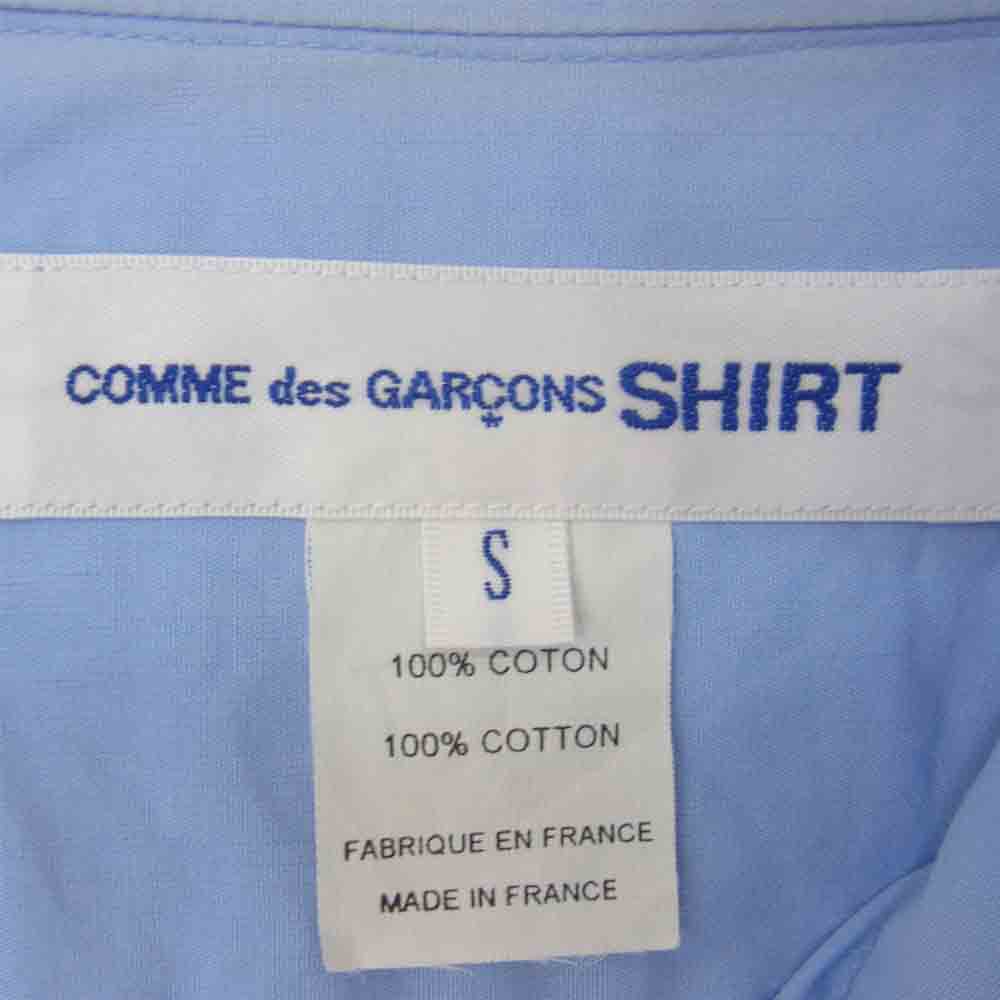 COMME des GARÇONS SHIRT
S
100% COTON
100% COTTON
FABRIQUE EN FRANCE
MADE IN FRANCE